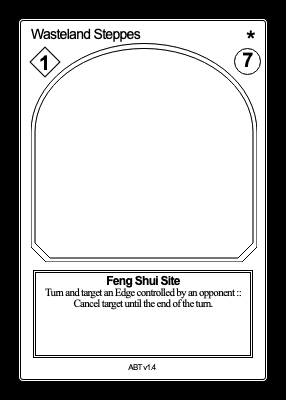 Wasteland Steppes *
1 7
Feng Shui Site
Turn and target an Edge controlled by an opponent ::
Cancel target until the end of the turn.
ABT v1.4